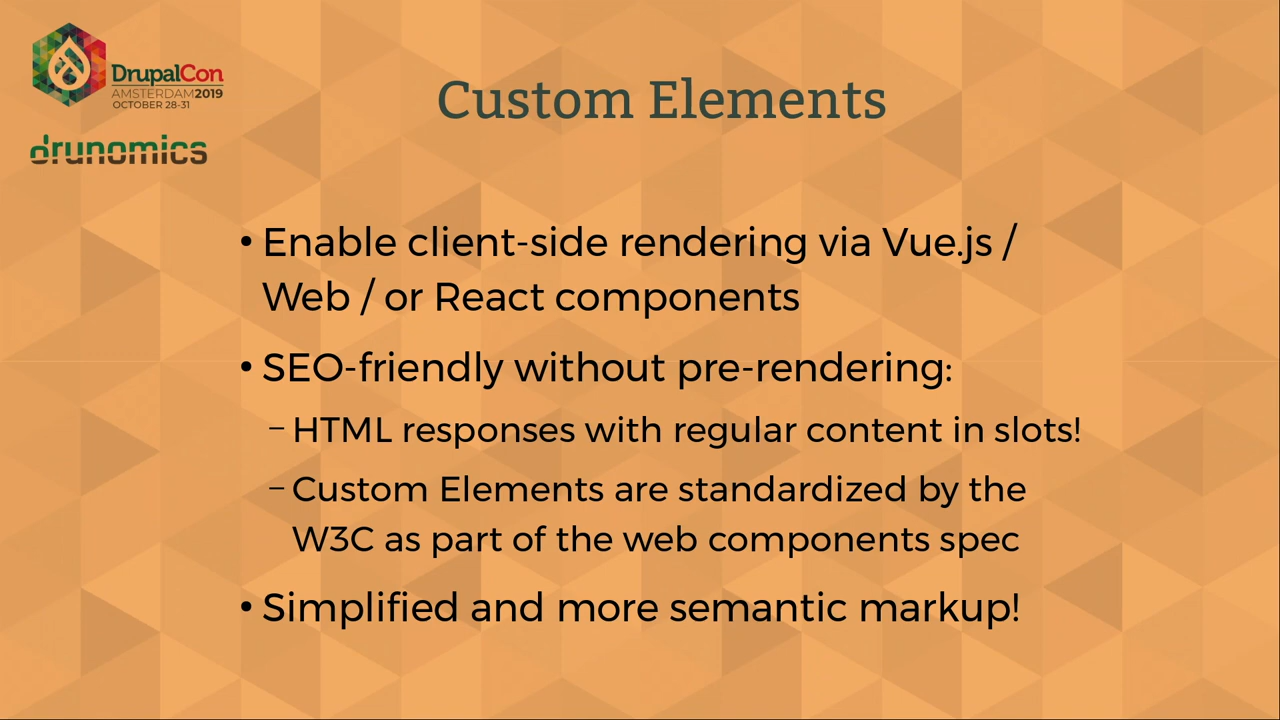 DrupalCon
AMSTERDAM2019
OCTOBER 28-31
drunomics
Custom Elements
• Enable client-side rendering via Vue.js /
Web / or React components
• SEO-friendly without pre-rendering:
– HTML responses with regular content in slots!
– Custom Elements are standardized by the
W3C as part of the web components spec
• Simplified and more semantic markup!